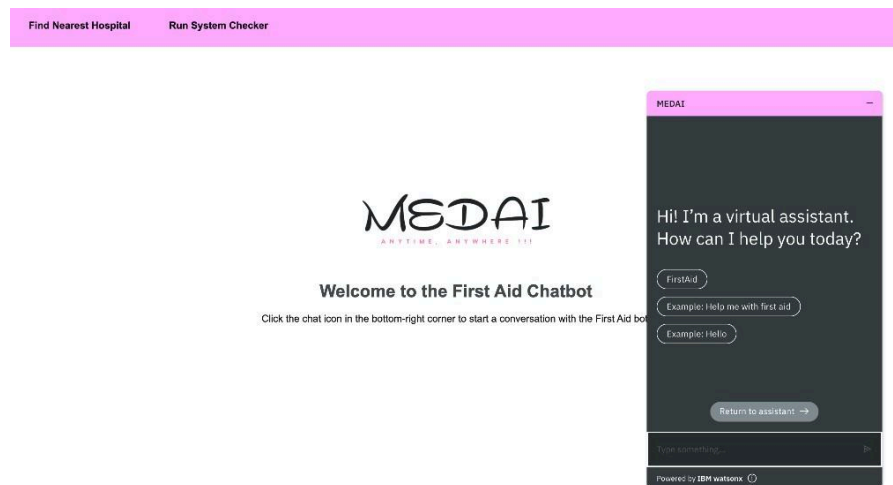 Find Nearest Hospital Run System Checker
MEDAI
ANYTIME, ANYWHERE !!!
Welcome to the First Aid Chatbot
Click the chat icon in the bottom-right corner to start a conversation with the First Aid bot
MEDAI
Hi! I'm a virtual assistant.
How can I help you today?
FirstAid
Example: Help me with first aid
Example: Hello
Return to assistant →
Type something...
Powered by IBM watsonx